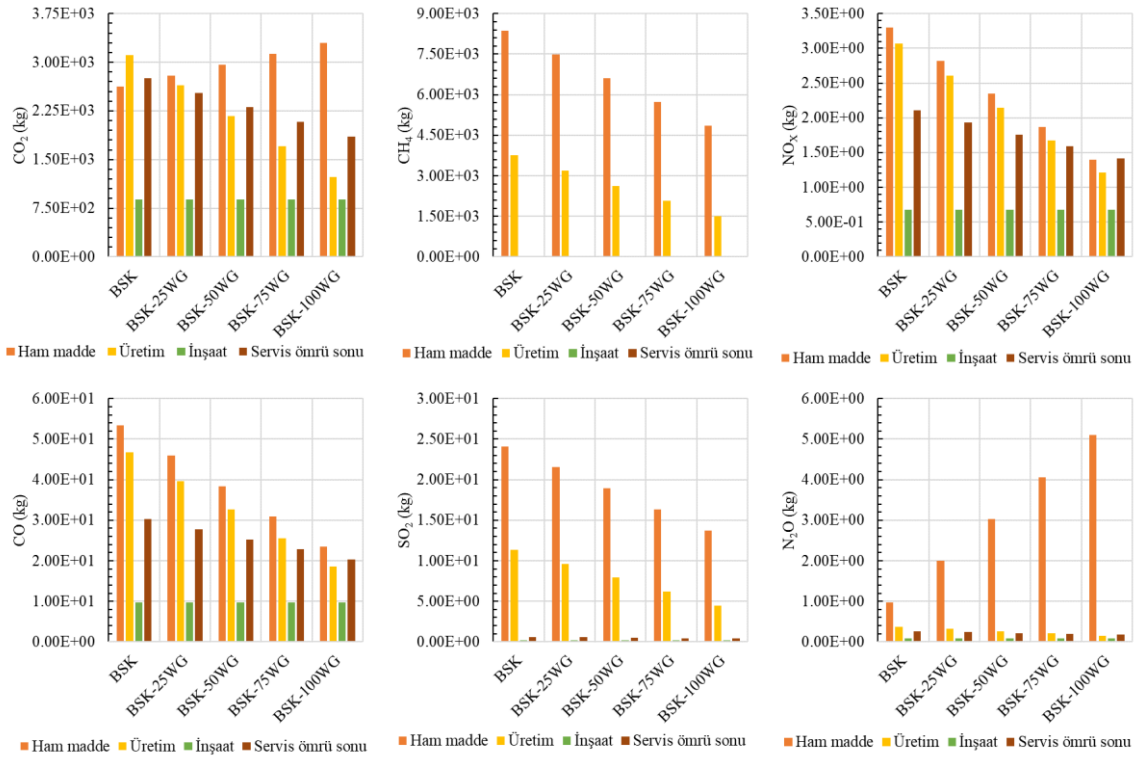 CO₂ (kg)
3.75E+03
3.00E+03
2.25E+03
1.50E+03
7.50E+02
0.00E+00
BSK
BSK-25WG
BSK-50WG
BSK-75WG
BSK-100WG
Ham madde Üretim İnşaat Servis ömrü sonu
CH₄ (kg)
9.00E+03
7.50E+03
6.00E+03
4.50E+03
3.00E+03
1.50E+03
0.00E+00
BSK
BSK-25WG
BSK-50WG
BSK-75WG
BSK-100WG
Ham madde Üretim İnşaat Servis ömrü sonu
NOX (kg)
3.50E+00
3.00E+00
2.50E+00
2.00E+00
1.50E+00
1.00E+00
5.00E-01
0.00E+00
BSK
BSK-25WG
BSK-50WG
BSK-75WG
BSK-100WG
Ham madde Üretim İnşaat Servis ömrü sonu
CO (kg)
6.00E+01
5.00E+01
4.00E+01
3.00E+01
2.00E+01
1.00E+01
0.00E+00
BSK
BSK-25WG
BSK-50WG
BSK-75WG
BSK-100WG
Ham madde Üretim İnşaat Servis ömrü sonu
SO₂ (kg)
3.00E+01
2.50E+01
2.00E+01
1.50E+01
1.00E+01
5.00E+00
0.00E+00
BSK
BSK-25WG
BSK-50WG
BSK-75WG
BSK-100WG
Ham madde Üretim İnşaat Servis ömrü sonu
N₂O (kg)
6.00E+00
5.00E+00
4.00E+00
3.00E+00
2.00E+00
1.00E+00
0.00E+00
BSK
BSK-25WG
BSK-50WG
BSK-75WG
BSK-100WG
Ham madde Üretim İnşaat Servis ömrü sonu